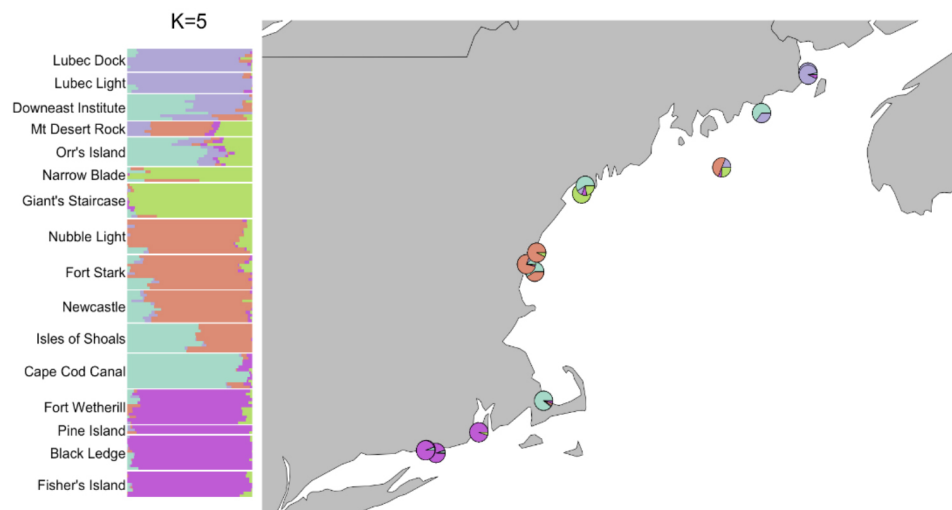 K=5
Lubec Dock
Lubec Light
Downeast Institute
Mt Desert Rock
Orr's Island
Narrow Blade
Giant's Staircase
Nubble Light
Fort Stark
Newcastle
Isles of Shoals
Cape Cod Canal
Fort Wetherill
Pine Island
Black Ledge
Fisher's Island